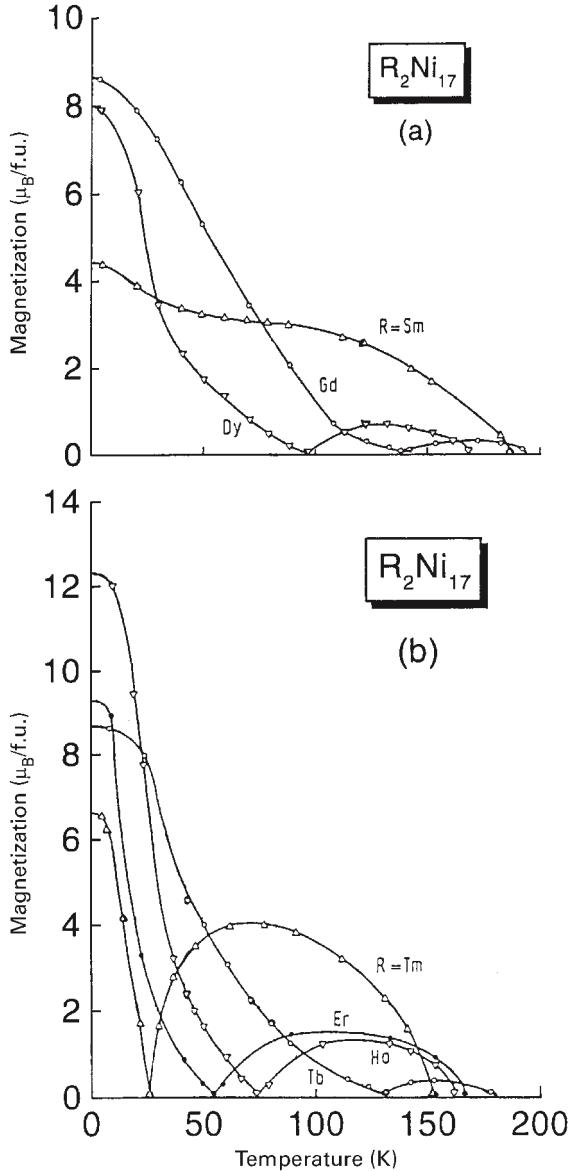 10
8
6
4
2
0
Magnetization (μB/f.u.)
R2Ni17
(a)
R=Sm
Gd
Dy
14
12
10
8
6
4
2
0
Magnetization (μB/f.u.)
R2Ni17
(b)
R=Tm
Er
Ho
Tb
0 50 100 150 200
Temperature (K)